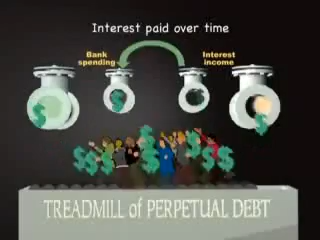 Interest paid over time
Bank
spending
Interest
income
$ $ $ $ $ $
TREADMILL of PERPETUAL DEBT